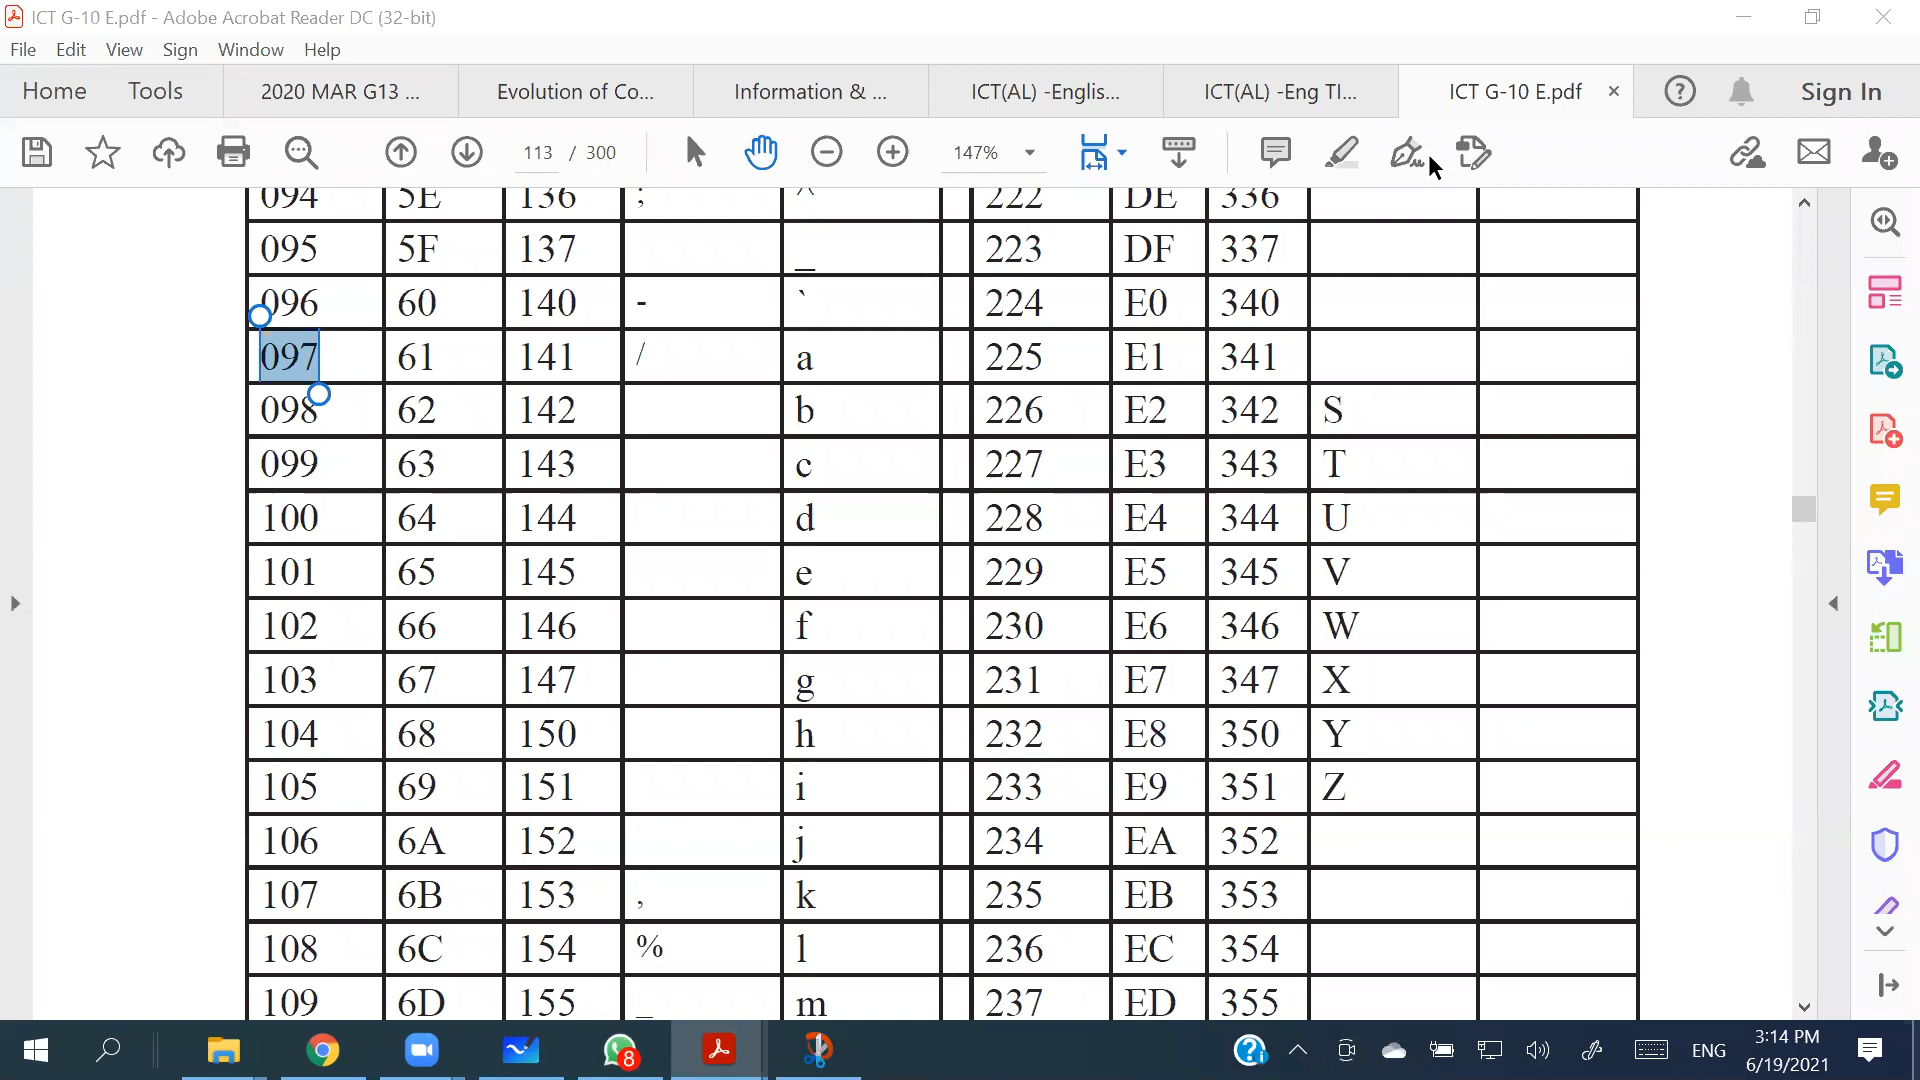 ICT G-10 E.pdf - Adobe Acrobat Reader DC (32-bit)
File Edit View Sign Window Help
Home Tools 2020 MAR G13 ... Evolution of Co... Information & ... ICT(AL) -Englis... ICT(AL) -Eng TI... ICT G-10 E.pdf × Sign In
113 / 300 147%
094 5E 136 ; ^ 222 DE 336
095 5F 137 _ 223 DF 337
096 60 140 - ` 224 E0 340
097 61 141 / a 225 E1 341
098 62 142 b 226 E2 342 S
099 63 143 c 227 E3 343 T
100 64 144 d 228 E4 344 U
101 65 145 e 229 E5 345 V
102 66 146 f 230 E6 346 W
103 67 147 g 231 E7 347 X
104 68 150 h 232 E8 350 Y
105 69 151 i 233 E9 351 Z
106 6A 152 j 234 EA 352
107 6B 153 , k 235 EB 353
108 6C 154 % l 236 EC 354
109 6D 155 _ m 237 ED 355
8 ENG 3:14 PM
6/19/2021